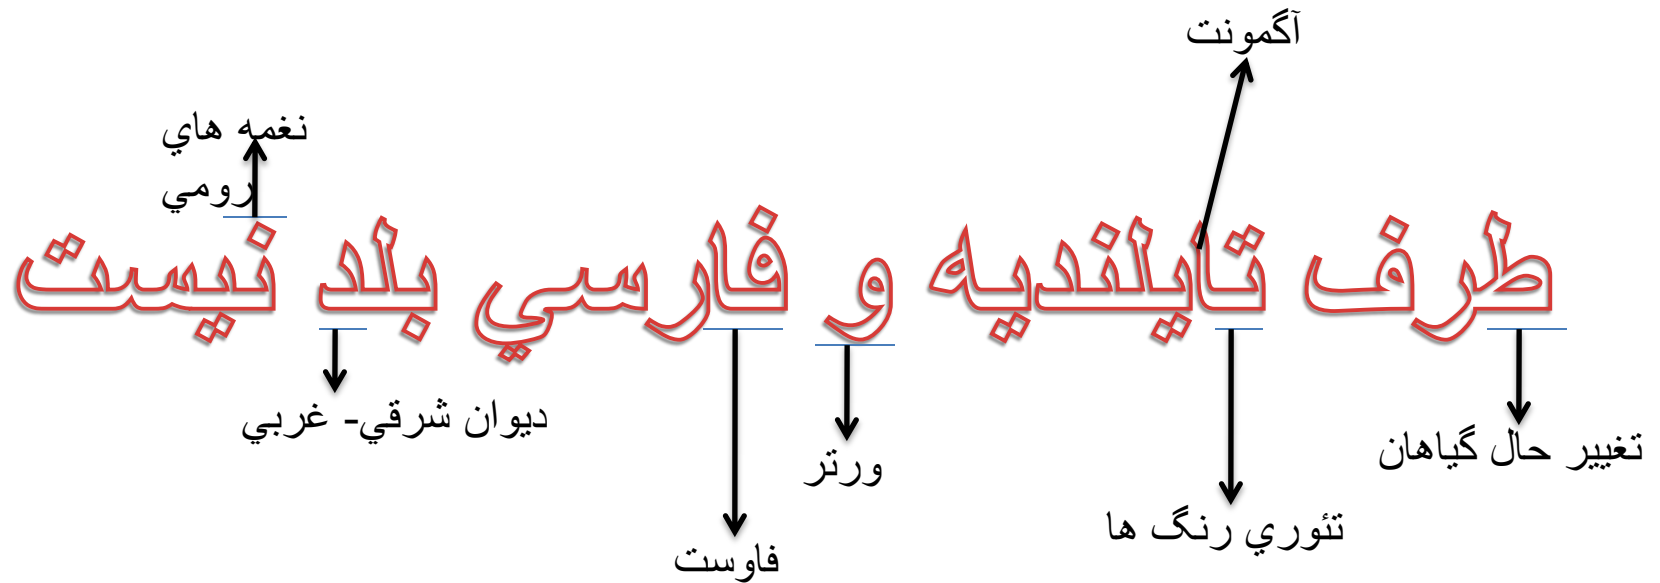 آگمونت
نغمه هاي
رومي
طرف تايلنديه و فارسي بلد نيست
ديوان شرقي- غربي
تغيير حال گياهان
ورتر
تئوري رنگ ها
فاوست